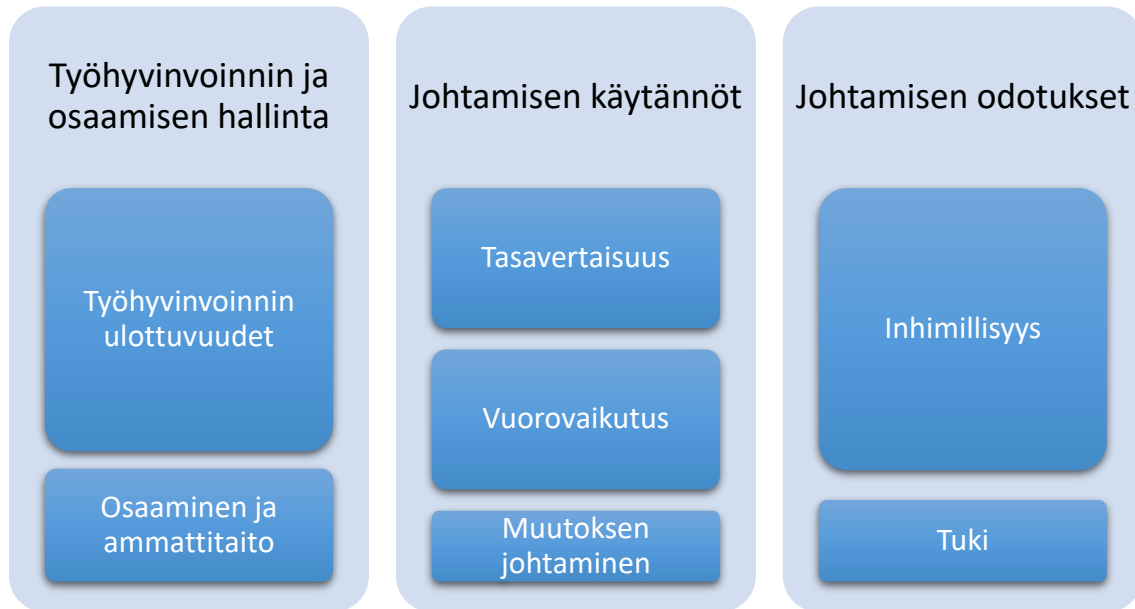 Työhyvinvoinnin ja
osaamisen hallinta
Työhyvinvoinnin
ulottuvuudet
Osaaminen ja
ammattitaito
Johtamisen käytännöt
Tasavertaisuus
Vuorovaikutus
Muutoksen
johtaminen
Johtamisen odotukset
Inhimillisyys
Tuki